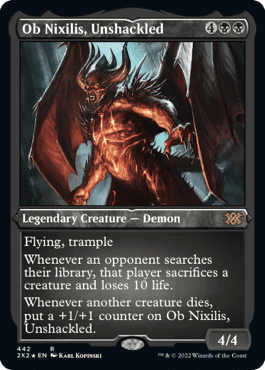 Ob Nixilis, Unshackled 4
Legendary Creature — Demon
Flying, trample
Whenever an opponent searches
their library, that player sacrifices a
creature and loses 10 life.
Whenever another creature dies,
put a +1/+1 counter on Ob Nixilis,
Unshackled.
4/4
442 R
2X2 ★ EN Karl Kopinski
™ & © 2022 Wizards of the Coast